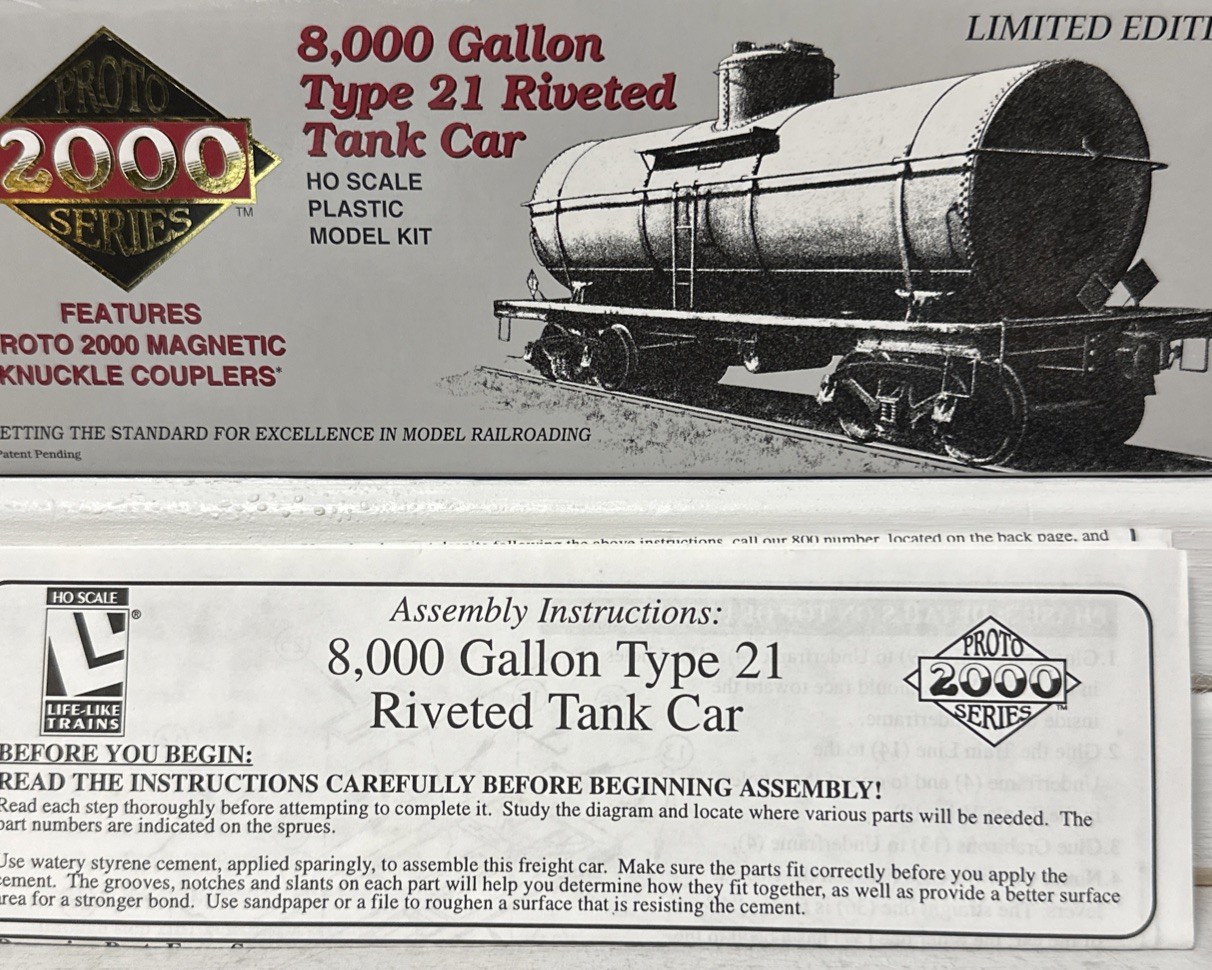 LIMITED EDITI
PROTO
2000
SERIES
TM
8,000 Gallon
Type 21 Riveted
Tank Car
HO SCALE
PLASTIC
MODEL KIT
FEATURES
ROTO 2000 MAGNETIC
KNUCKLE COUPLERS*
ETTING THE STANDARD FOR EXCELLENCE IN MODEL RAILROADING
Patent Pending
the above instructions, call our 800 number located on the back page, and
HO SCALE
®
LIFE-LIKE
TRAINS
Assembly Instructions:
8,000 Gallon Type 21
Riveted Tank Car
PROTO
2000
SERIES
TM
BEFORE YOU BEGIN:
READ THE INSTRUCTIONS CAREFULLY BEFORE BEGINNING ASSEMBLY!
Read each step thoroughly before attempting to complete it. Study the diagram and locate where various parts will be needed. The
part numbers are indicated on the sprues.
Use watery styrene cement, applied sparingly, to assemble this freight car. Make sure the parts fit correctly before you apply the
cement. The grooves, notches and slants on each part will help you determine how they fit together, as well as provide a better surface
area for a stronger bond. Use sandpaper or a file to roughen a surface that is resisting the cement.